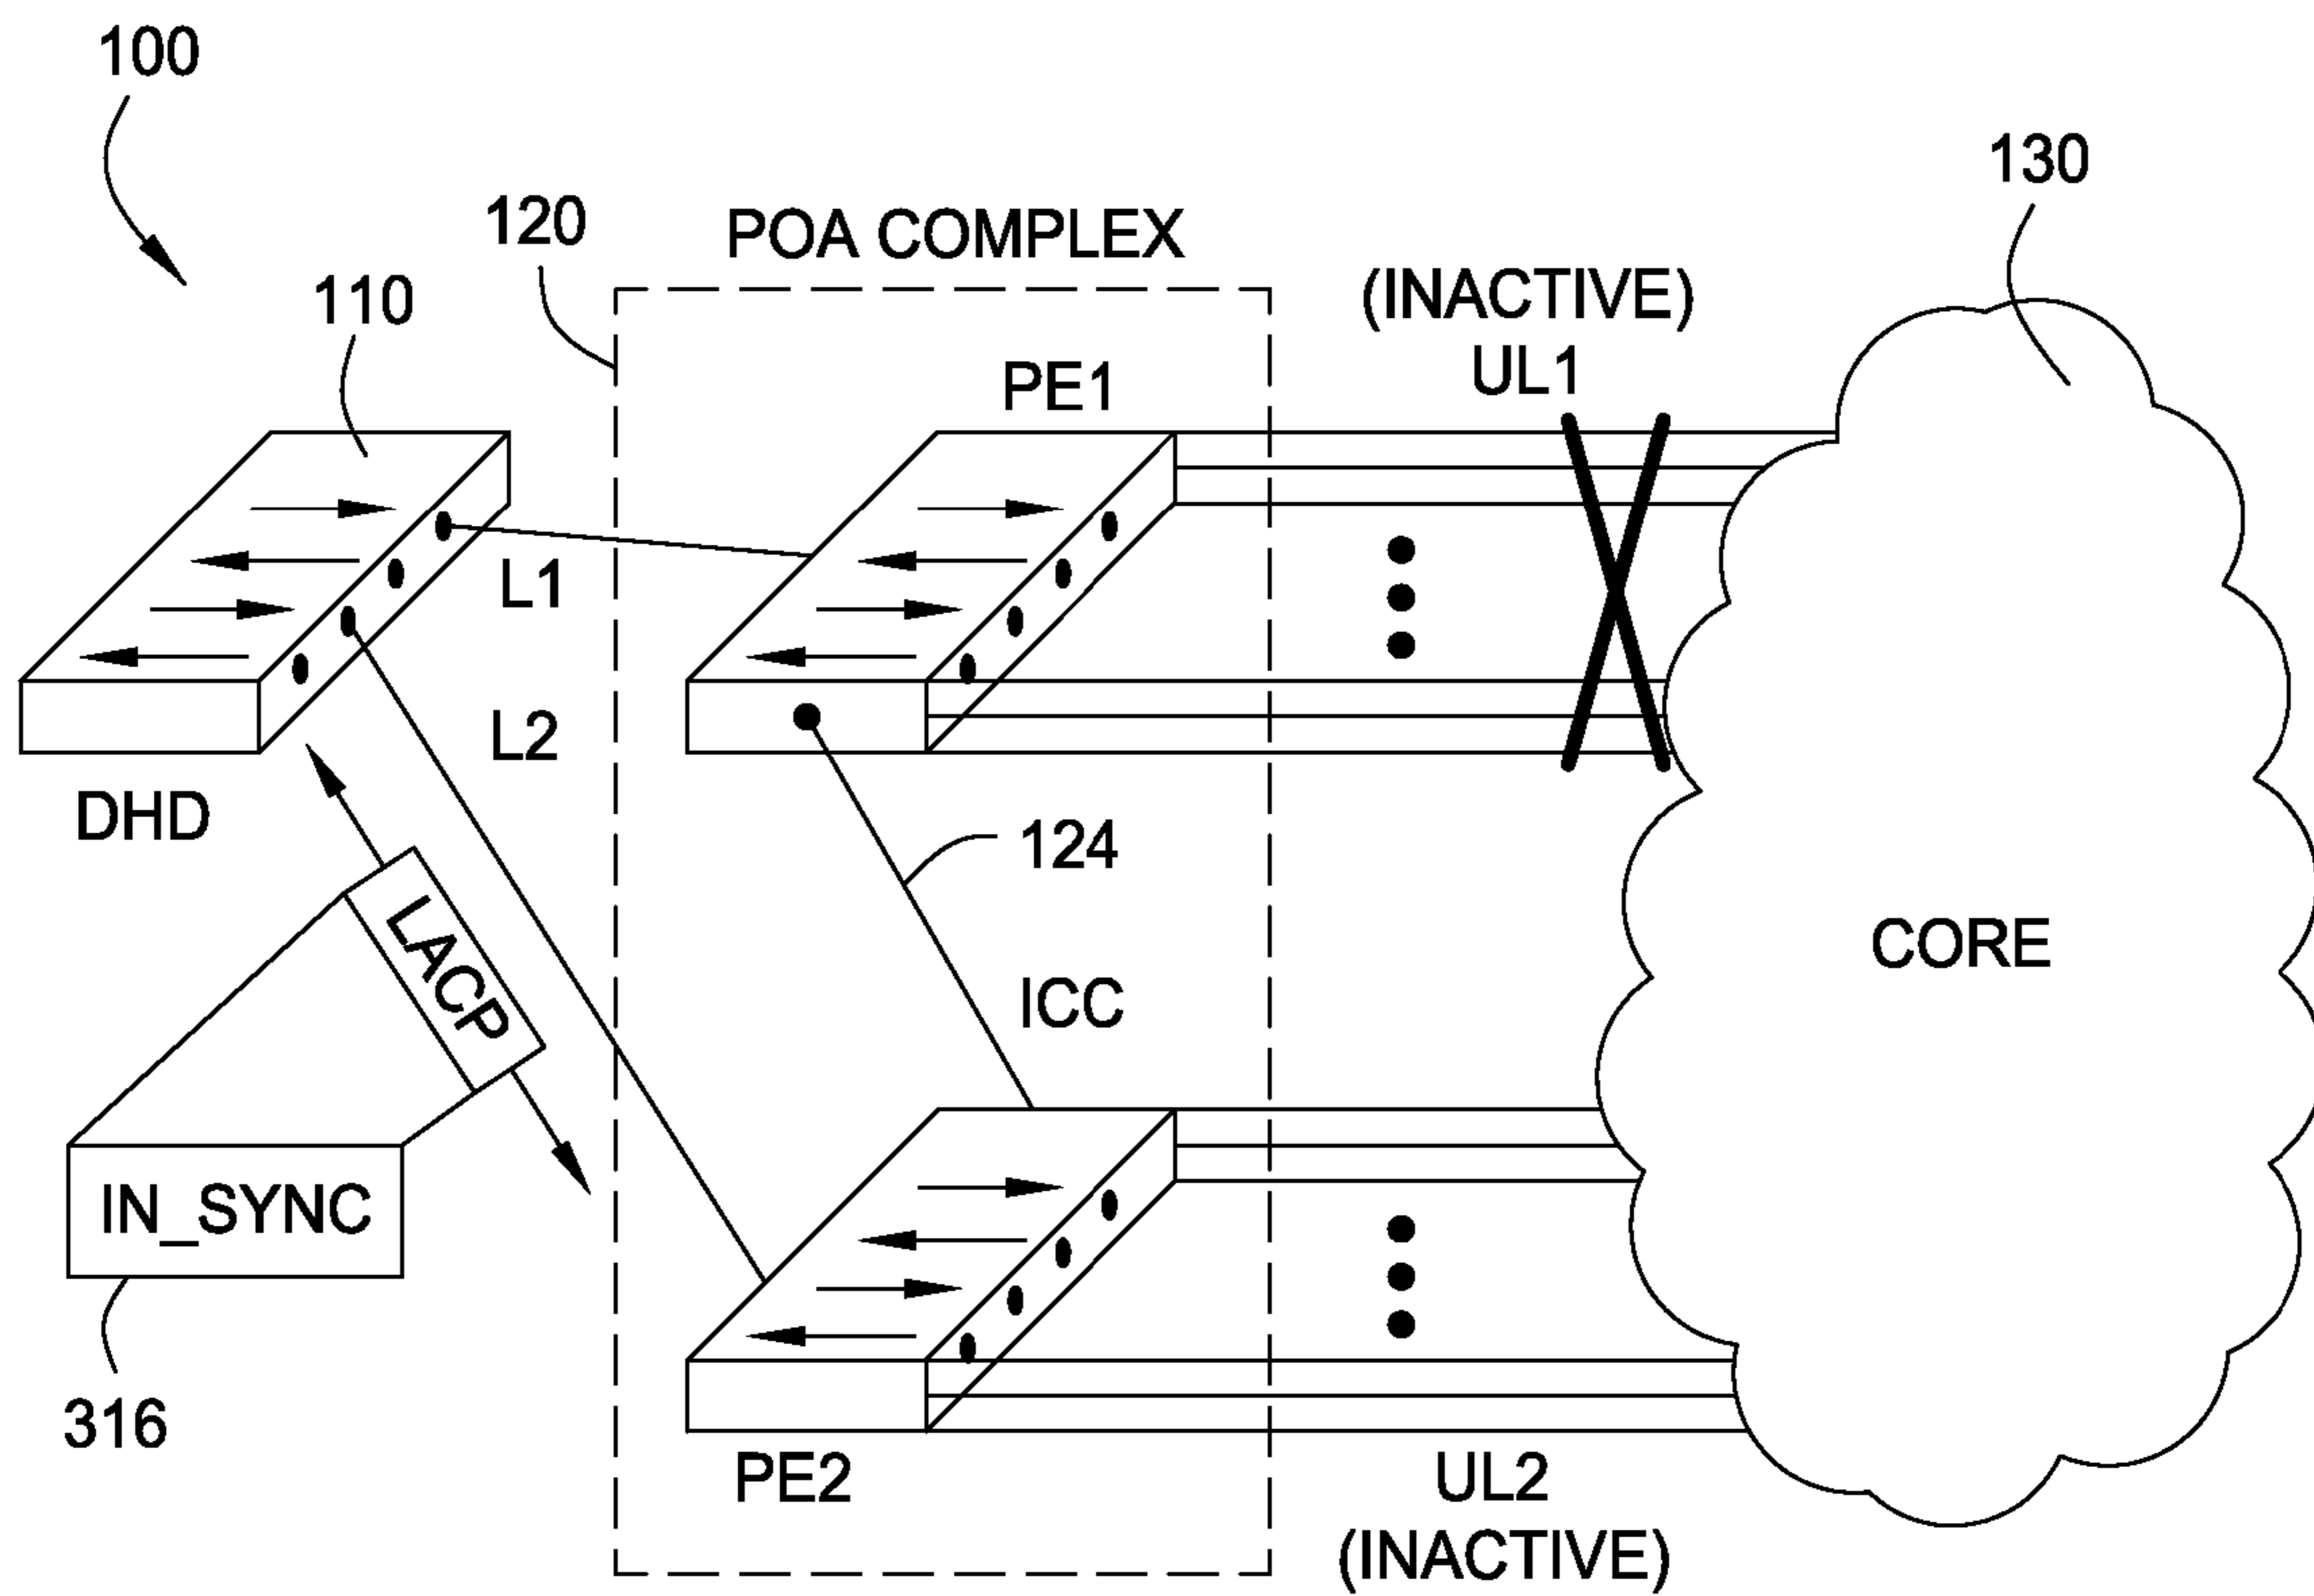 100
130
120
POA COMPLEX
110
(INACTIVE)
UL1
PE1
L1
L2
DHD
124
LACP
CORE
ICC
IN_SYNC
316
PE2
UL2
(INACTIVE)